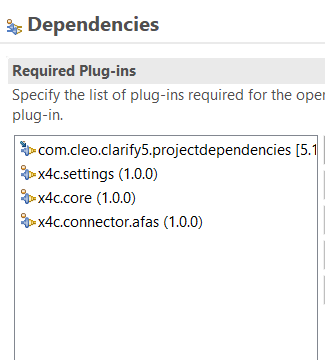 Dependencies
Required Plug-ins
Specify the list of plug-ins required for the
plug-in.
com.cleo.clarify5.projectdependencies [5.1
x4c.settings (1.0.0)
x4c.core (1.0.0)
x4c.connector.afas (1.0.0)